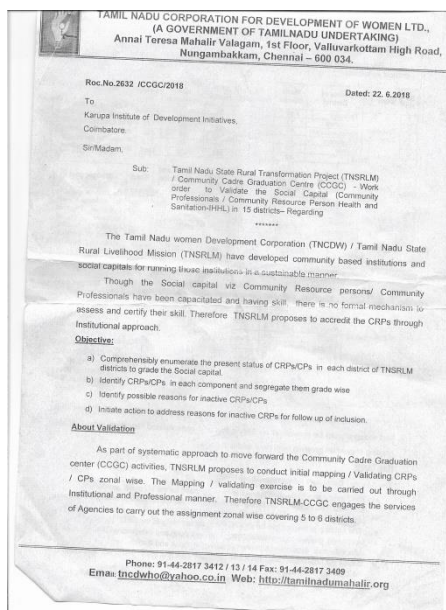 TAMIL NADU CORPORATION FOR DEVELOPMENT OF WOMEN LTD.,
(A GOVERNMENT OF TAMILNADU UNDERTAKING)
Annai Teresa Mahalir Valagam, 1st Floor, Valluvarkottam High Road,
Nungambakkam, Chennai – 600 034.
Roc.No.2632 /CCGC/2018
Dated: 22. 6.2018
To
Karupa Institute of Development Initiatives,
Coimbatore.
Sir/Madam,
Sub: Tamil Nadu State Rural Transformation Project (TNSRLM)
/ Community Cadre Graduation Centre (CCGC) - Work
order to Validate the Social Capital (Community
Professionals / Community Resource Person Health and
Sanitation-IHHL) in 15 districts– Regarding
*******
The Tamil Nadu women Development Corporation (TNCDW) / Tamil Nadu State
Rural Livelihood Mission (TNSRLM) have developed community based institutions and
social capitals for running those institutions in a sustainable manner.
Though the Social capital viz Community Resource persons/ Community
Professionals have been capacitated and having skill, there is no formal mechanism to
assess and certify their skill. Therefore TNSRLM proposes to accredit the CRPs through
Institutional approach.
Objective:
a) Comprehensibly enumerate the present status of CRPs/CPs in each district of TNSRLM
districts to grade the Social capital.
b) Identify CRPs/CPs in each component and segregate them grade wise
c) Identify possible reasons for inactive CRPs/CPs
d) Initiate action to address reasons for inactive CRPs for follow up of inclusion.
About Validation
As part of systematic approach to move forward the Community Cadre Graduation
center (CCGC) activities, TNSRLM proposes to conduct initial mapping / Validating CRPs
/ CPs zonal wise. The Mapping / validating exercise is to be carried out through
Institutional and Professional manner. Therefore TNSRLM-CCGC engages the services
of Agencies to carry out the assignment zonal wise covering 5 to 6 districts.
Phone: 91-44-2817 3412 / 13 / 14 Fax: 91-44-2817 3409
Email: tncdwho@yahoo.co.in Web: http://tamilnadumahalir.org